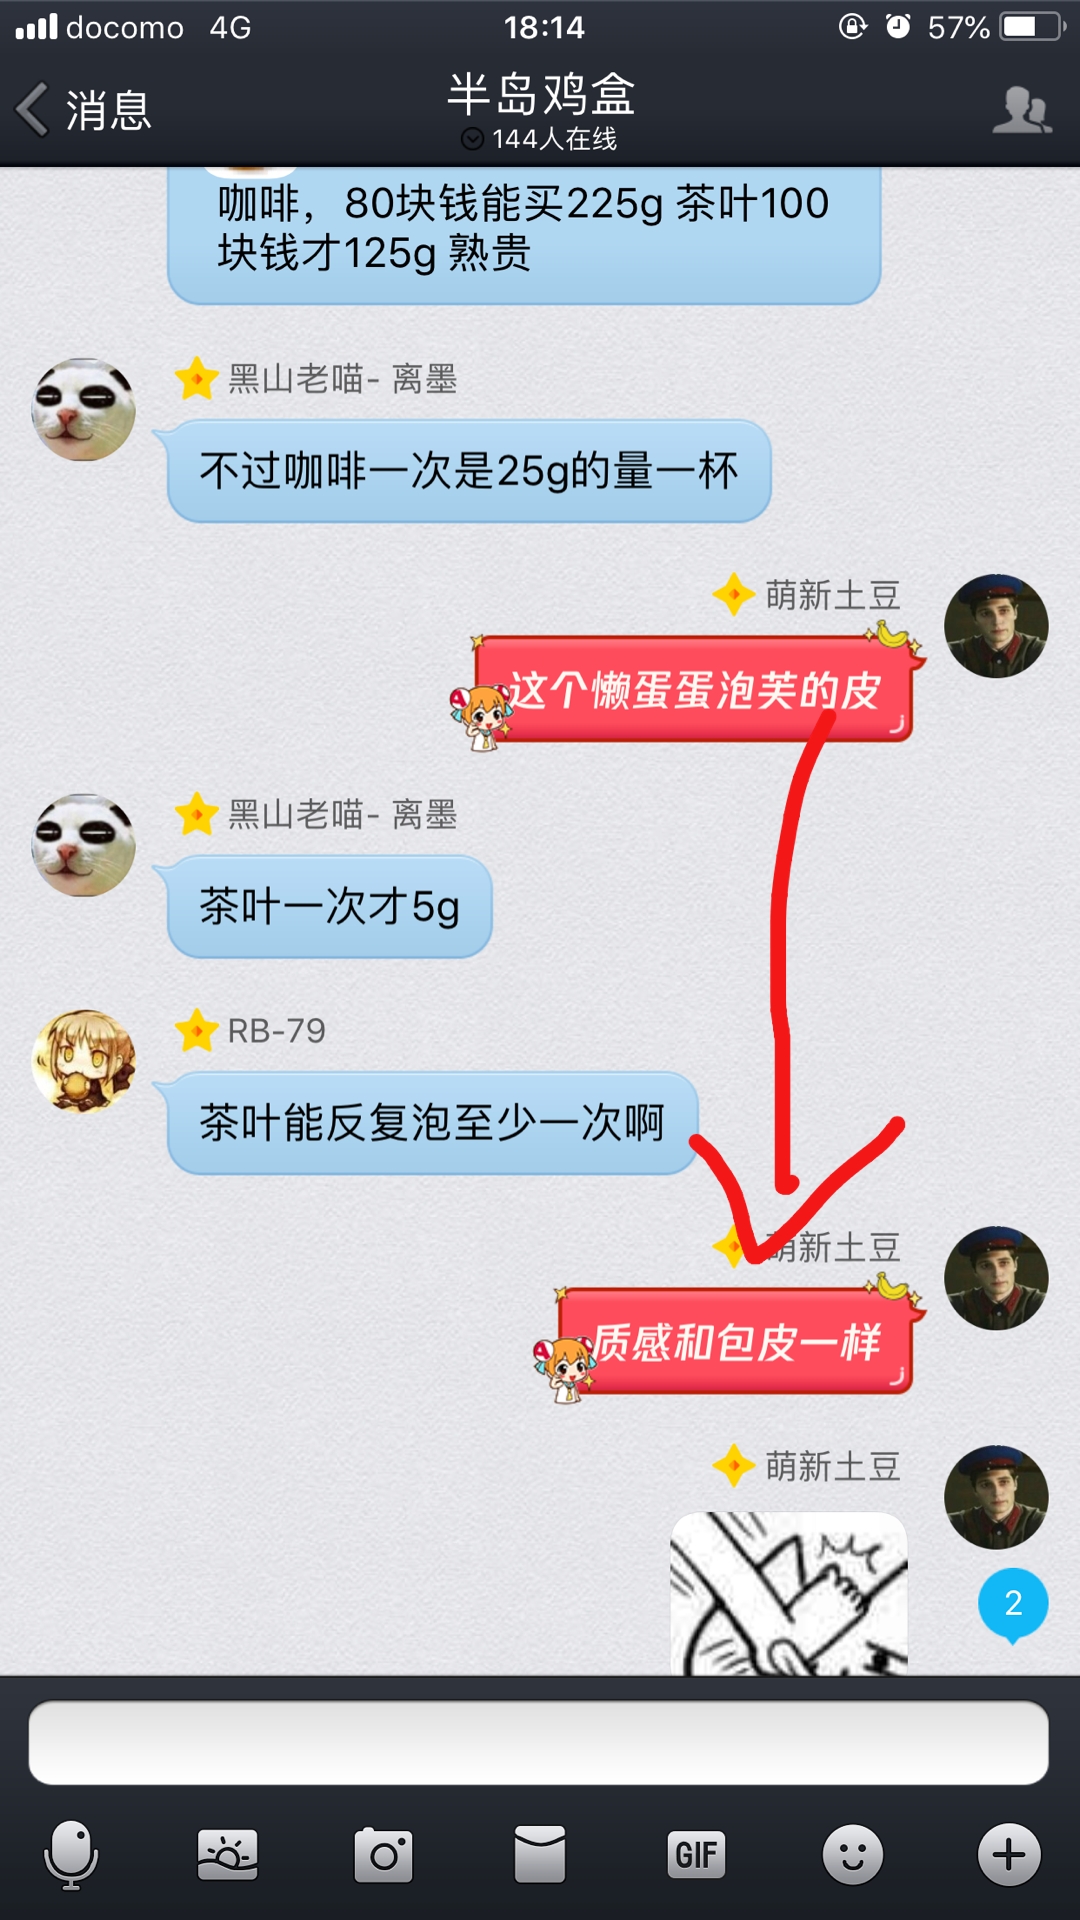 docomo 4G 18:14 57%
消息
半岛鸡盒
144人在线
咖啡，80块钱能买225g 茶叶100
块钱才125g 熟贵
黑山老喵- 离墨
不过咖啡一次是25g的量一杯
萌新土豆
这个懒蛋蛋泡芙的皮
黑山老喵- 离墨
茶叶一次才5g
RB-79
茶叶能反复泡至少一次啊
萌新土豆
质感和包皮一样
萌新土豆
2
GIF